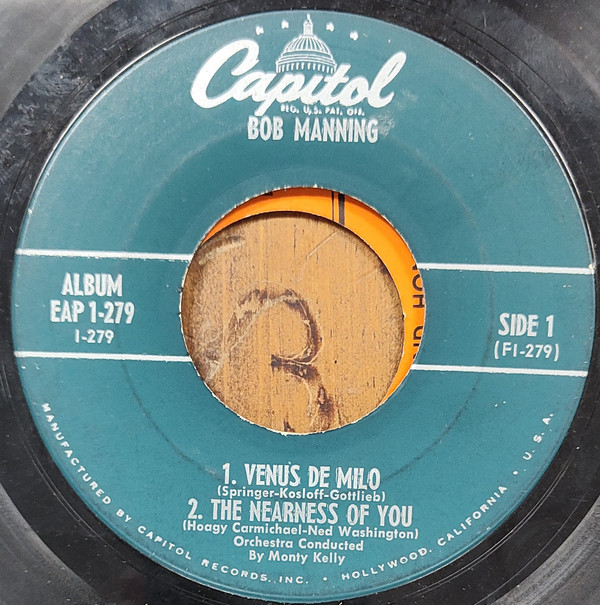 Capitol
REG. U.S. PAT. OFF.
BOB MANNING
ALBUM
EAP 1-279
1-279
SIDE 1
(F1-279)
1. VENUS DE MILO
(Springer-Kosloff-Gottlieb)
2. THE NEARNESS OF YOU
(Hoagy Carmichael-Ned Washington)
Orchestra Conducted
By Monty Kelly
MANUFACTURED BY CAPITOL RECORDS, INC. • HOLLYWOOD, CALIFORNIA • U.S.A.